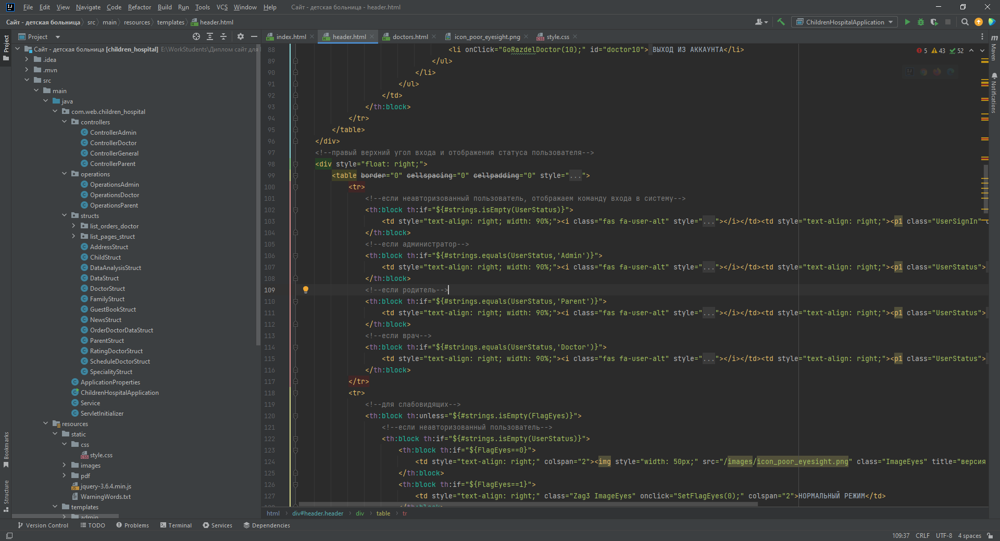 File Edit View Navigate Code Refactor Build Run Tools VCS Window Help Сайт - детская больница - header.html
Сайт - детская больница src main resources templates header.html ChildrenHospitalApplication
Project
index.html header.html doctors.html icon_poor_eyesight.png style.css
Project
Bookmarks
Structure
Сайт - детская больница [children_hospital] E:\WorkStudents\Диплом сайт для
.idea
.mvn
src
main
java
com.web.children_hospital
controllers
ControllerAdmin
ControllerDoctor
ControllerGeneral
ControllerParent
operations
OperationsAdmin
OperationsDoctor
OperationsParent
structs
list_orders_doctor
list_pages_struct
AddressStruct
ChildStruct
DataAnalysisStruct
DataStruct
DoctorStruct
FamilyStruct
GuestBookStruct
NewsStruct
OrderDoctorDataStruct
ParentStruct
RatingDoctorStruct
ScheduleDoctorStruct
SpecialityStruct
ApplicationProperties
ChildrenHospitalApplication
Service
ServletInitializer
resources
static
css
style.css
images
pdf
jquery-3.6.4.min.js
WarningWords.txt
templates
admin
5 43 52
88 <li onClick="GoRazdelDoctor(10);" id="doctor10"> ВЫХОД ИЗ АККАУНТА</li>
89 </ul>
90 </li>
91 </ul>
92 </td>
93 </th:block>
94 </tr>
95 </table>
96 </div>
97 <!--правый верхний угол входа и отображения статуса пользователя-->
98 <div style="float: right;">
99 <table border="0" cellspacing="0" cellpadding="0" style="...">
100 <tr>
101 <!--если неавторизованный пользователь, отображаем команду входа в систему-->
102 <th:block th:if="${#strings.isEmpty(UserStatus)}">
103 <td style="text-align: right; width: 90%;"><i class="fas fa-user-alt" style="..."></i></td><td style="text-align: right;"><p1 class="UserSignIn"
104 </th:block>
105 <!--если администратор-->
106 <th:block th:if="${#strings.equals(UserStatus,'Admin')}">
107 <td style="text-align: right; width: 90%;"><i class="fas fa-user-alt" style="..."></i></td><td style="text-align: right;"><p1 class="UserStatus">
108 </th:block>
109 <!--если родитель-->
110 <th:block th:if="${#strings.equals(UserStatus,'Parent')}">
111 <td style="text-align: right; width: 90%;"><i class="fas fa-user-alt" style="..."></i></td><td style="text-align: right;"><p1 class="UserStatus">
112 </th:block>
113 <!--если врач-->
114 <th:block th:if="${#strings.equals(UserStatus,'Doctor')}">
115 <td style="text-align: right; width: 90%;"><i class="fas fa-user-alt" style="..."></i></td><td style="text-align: right;"><p1 class="UserStatus">
116 </th:block>
117 </tr>
118 <tr>
119 <!--для слабовидящих-->
120 <th:block th:unless="${#strings.isEmpty(FlagEyes)}">
121 <!--если неавторизованный пользователь-->
122 <th:block th:if="${#strings.isEmpty(UserStatus)}">
123 <th:block th:if="${FlagEyes==0}">
124 <td style="text-align: right;" colspan="2"><img style="width: 50px;" src="/images/icon_poor_eyesight.png" class="ImageEyes" title="версия
125 </th:block>
126 <th:block th:if="${FlagEyes==1}">
127 <td style="text-align: right;" class="Zag3 ImageEyes" onclick="SetFlagEyes(0);" colspan="2">НОРМАЛЬНЫЙ РЕЖИМ</td>
</th:block>
Maven
Notifications
html div#header.header div table tr
Version Control TODO Problems Terminal Services Dependencies
109:37 CRLF UTF-8 4 spaces